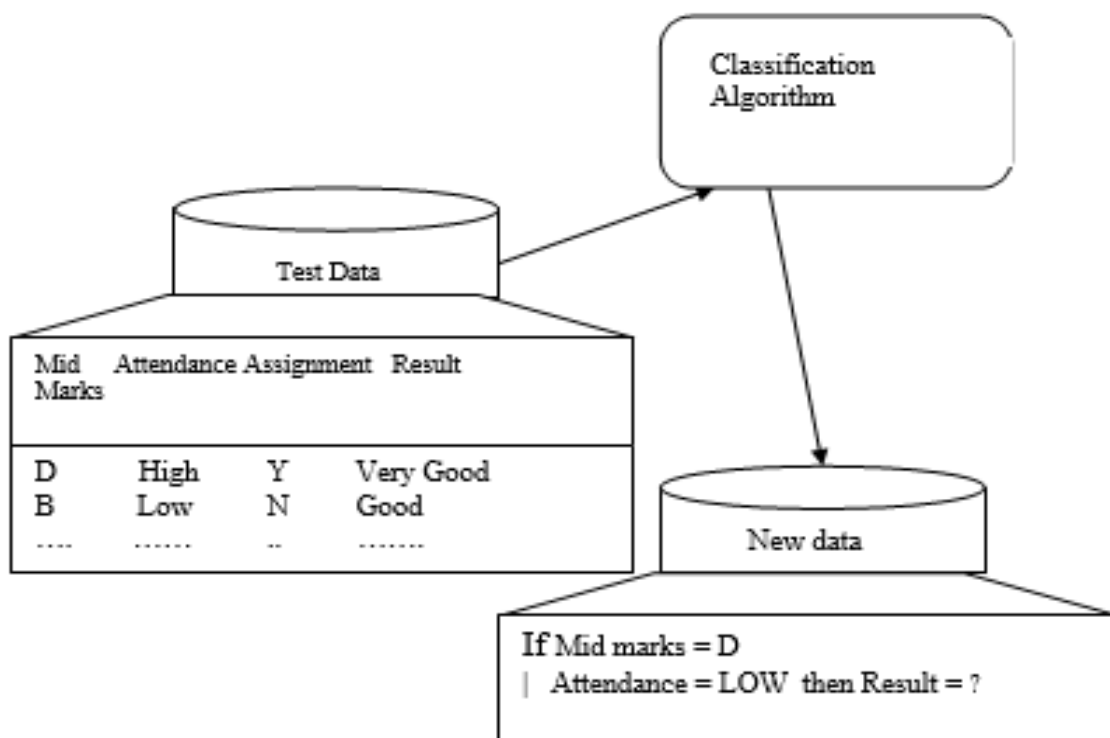 Classification
Algorithm
Test Data
Mid Attendance Assignment Result
Marks
D High Y Very Good
B Low N Good
.... ...... .. .......
New data
If Mid marks = D
| Attendance = LOW then Result = ?